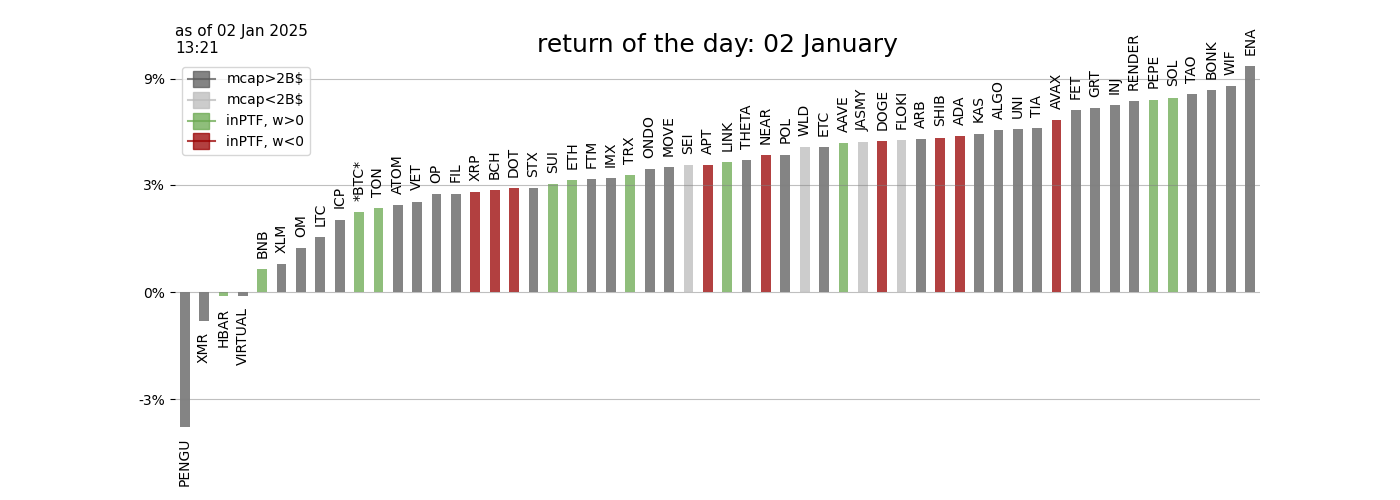 as of 02 Jan 2025
13:21
return of the day: 02 January
mcap>2B$
mcap<2B$
inPTF, w>0
inPTF, w<0
9%
3%
0%
-3%
PENGU
XMR
HBAR
VIRTUAL
BNB
XLM
OM
LTC
ICP
*BTC*
TON
ATOM
VET
OP
FIL
XRP
BCH
DOT
STX
SUI
ETH
FTM
IMX
TRX
ONDO
MOVE
SEI
APT
LINK
THETA
NEAR
POL
WLD
ETC
AAVE
JASMY
DOGE
FLOKI
ARB
SHIB
ADA
KAS
ALGO
UNI
TIA
AVAX
FET
GRT
INJ
RENDER
PEPE
SOL
TAO
BONK
WIF
ENA